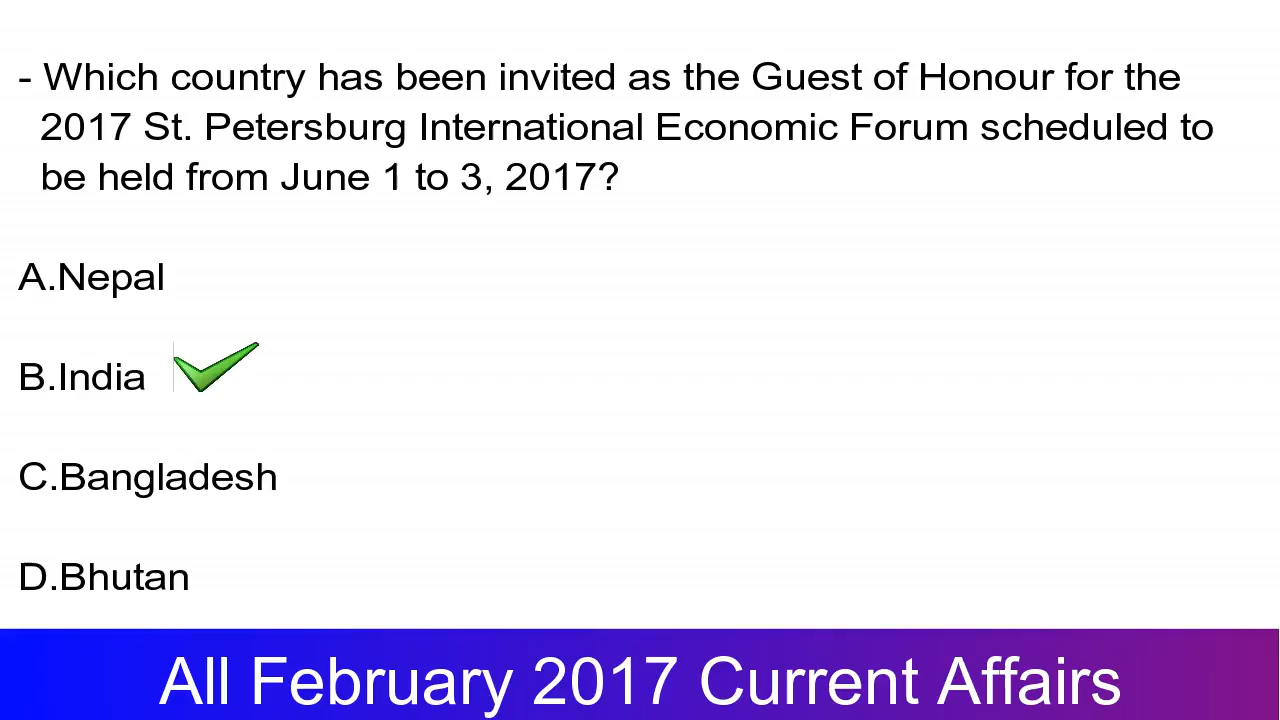 - Which country has been invited as the Guest of Honour for the
2017 St. Petersburg International Economic Forum scheduled to
be held from June 1 to 3, 2017?
A.Nepal
B.India
C.Bangladesh
D.Bhutan
All February 2017 Current Affairs